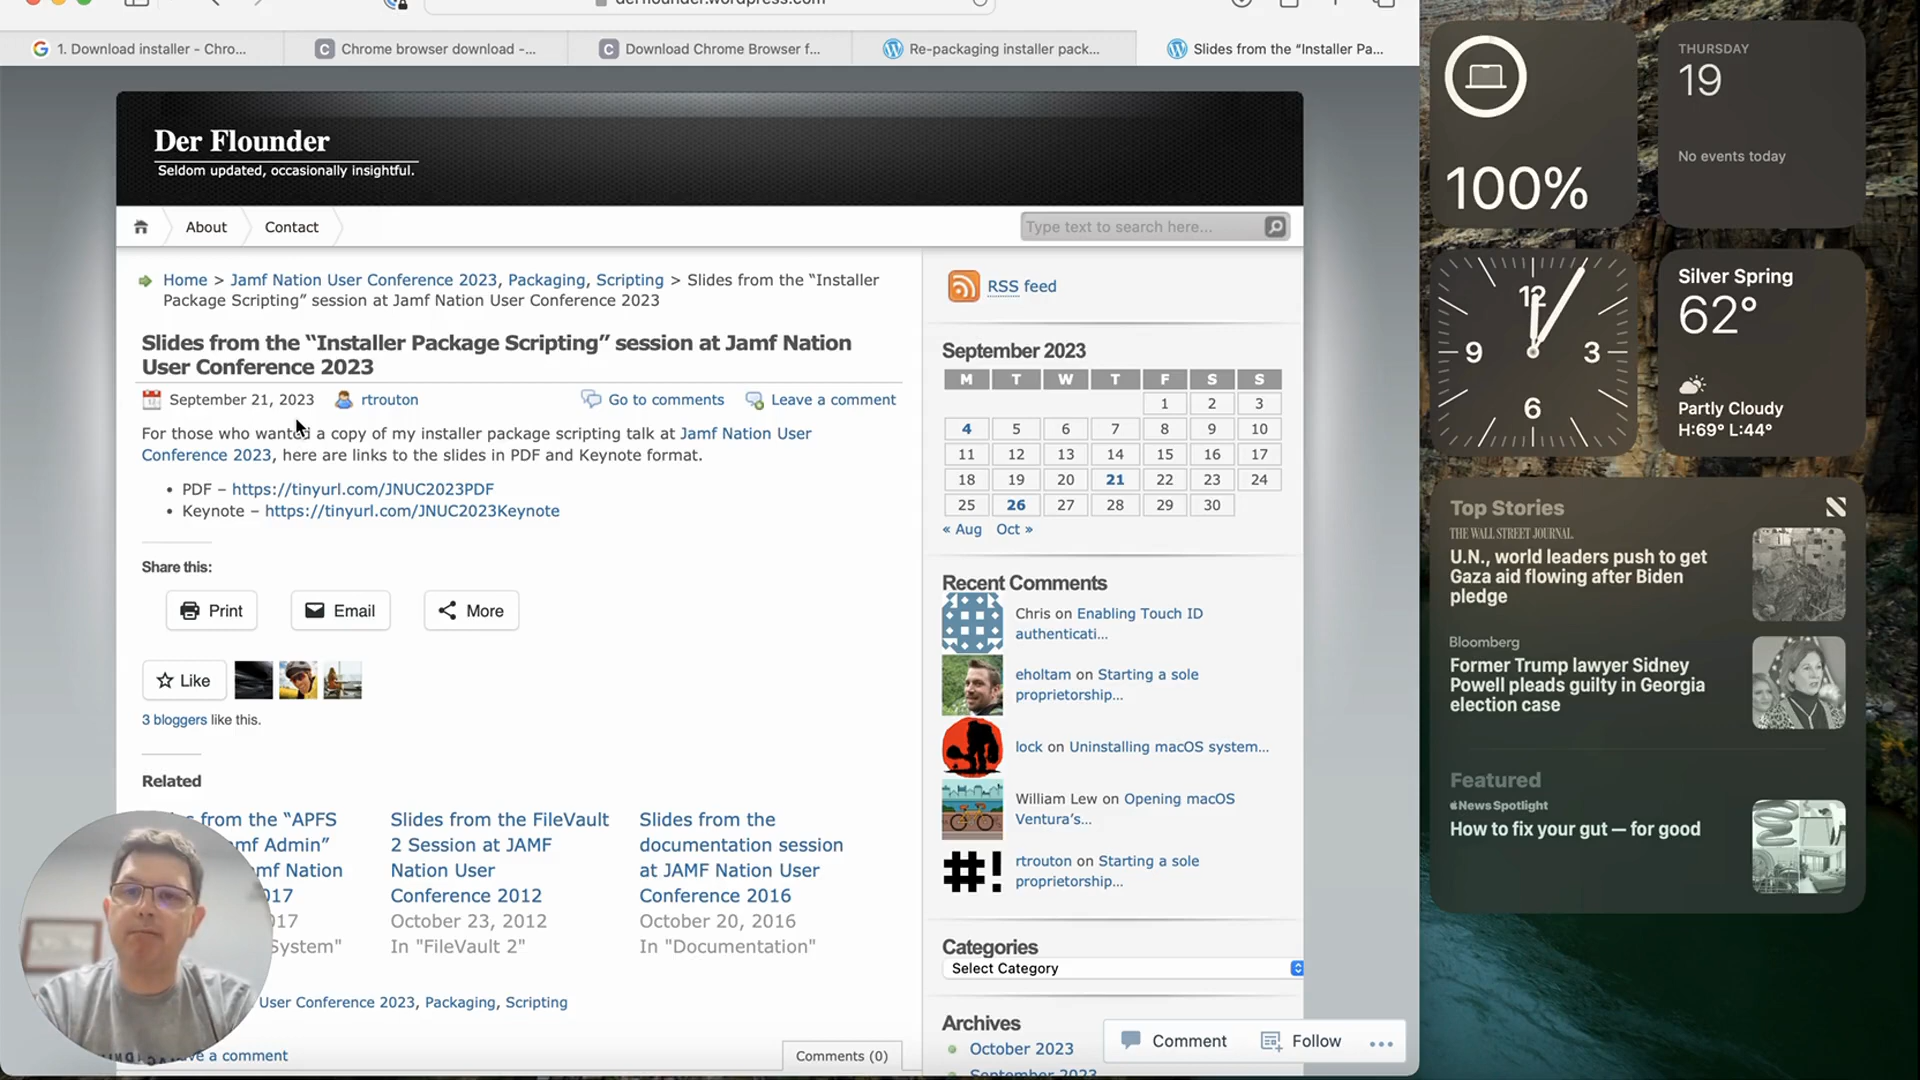 derflounder.wordpress.com
1. Download installer - Chro...
Chrome browser download -...
Download Chrome Browser f...
Re-packaging installer pack...
Slides from the “Installer Pa...
Der Flounder
Seldom updated, occasionally insightful.
About
Contact
Type text to search here...
Home > Jamf Nation User Conference 2023, Packaging, Scripting > Slides from the “Installer
Package Scripting” session at Jamf Nation User Conference 2023
Slides from the “Installer Package Scripting” session at Jamf Nation
User Conference 2023
September 21, 2023 rtrouton Go to comments Leave a comment
For those who wanted a copy of my installer package scripting talk at Jamf Nation User
Conference 2023, here are links to the slides in PDF and Keynote format.
• PDF – https://tinyurl.com/JNUC2023PDF
• Keynote – https://tinyurl.com/JNUC2023Keynote
Share this:
Print Email More
Like
3 bloggers like this.
Related
from the “APFS
mf Admin”
mf Nation
17
17
System"
Slides from the FileVault
2 Session at JAMF
Nation User
Conference 2012
October 23, 2012
In "FileVault 2"
Slides from the
documentation session
at JAMF Nation User
Conference 2016
October 20, 2016
In "Documentation"
User Conference 2023, Packaging, Scripting
a comment
Comments (0)
RSS feed
September 2023
M T W T F S S
1 2 3
4 5 6 7 8 9 10
11 12 13 14 15 16 17
18 19 20 21 22 23 24
25 26 27 28 29 30
« Aug Oct »
Recent Comments
Chris on Enabling Touch ID
authenticati...
eholtam on Starting a sole
proprietorship...
lock on Uninstalling macOS system...
William Lew on Opening macOS
Ventura’s...
#!
rtrouton on Starting a sole
proprietorship...
Categories
Select Category
Archives
October 2023
September 2023
Comment Follow
100%
THURSDAY
19
No events today
12
3
6
9
Silver Spring
62°
Partly Cloudy
H:69° L:44°
Top Stories
THE WALL STREET JOURNAL.
U.N., world leaders push to get
Gaza aid flowing after Biden
pledge
Bloomberg
Former Trump lawyer Sidney
Powell pleads guilty in Georgia
election case
Featured
News Spotlight
How to fix your gut — for good